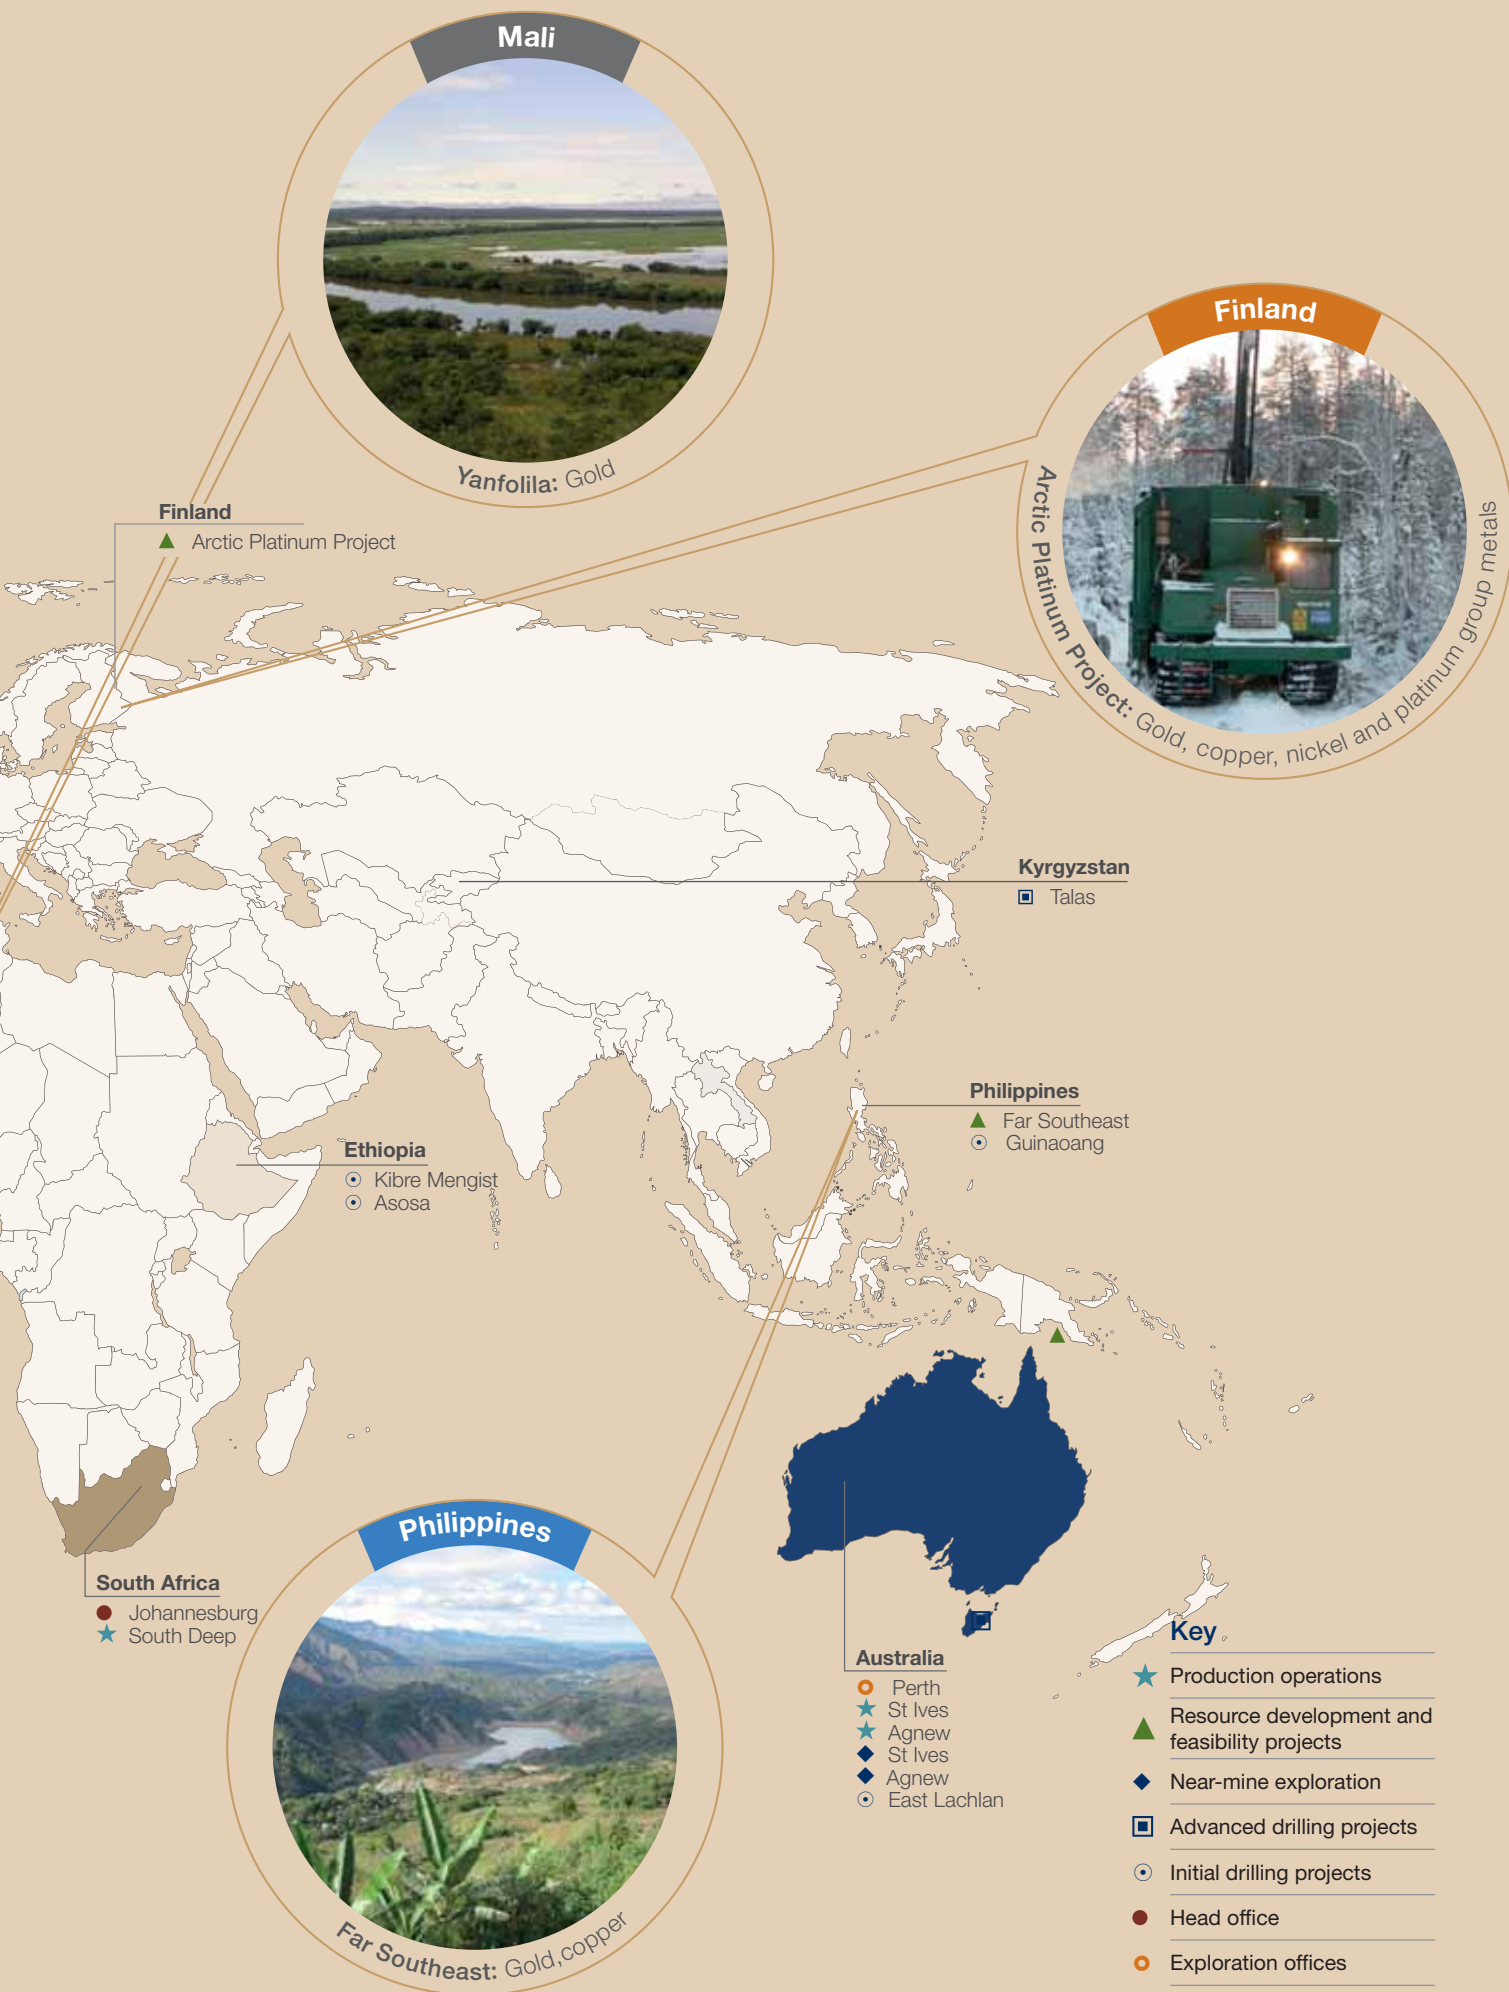 Mali
Yanfolila: Gold
Finland
Arctic Platinum Project: Gold, copper, nickel and platinum group metals
Finland
Arctic Platinum Project
Kyrgyzstan
Talas
Philippines
Far Southeast
Guinaoang
Ethiopia
Kibre Mengist
Asosa
South Africa
Johannesburg
South Deep
Philippines
Far Southeast: Gold,copper
Australia
Perth
St Ives
Agnew
St Ives
Agnew
East Lachlan
Key
Production operations
Resource development and
feasibility projects
Near-mine exploration
Advanced drilling projects
Initial drilling projects
Head office
Exploration offices